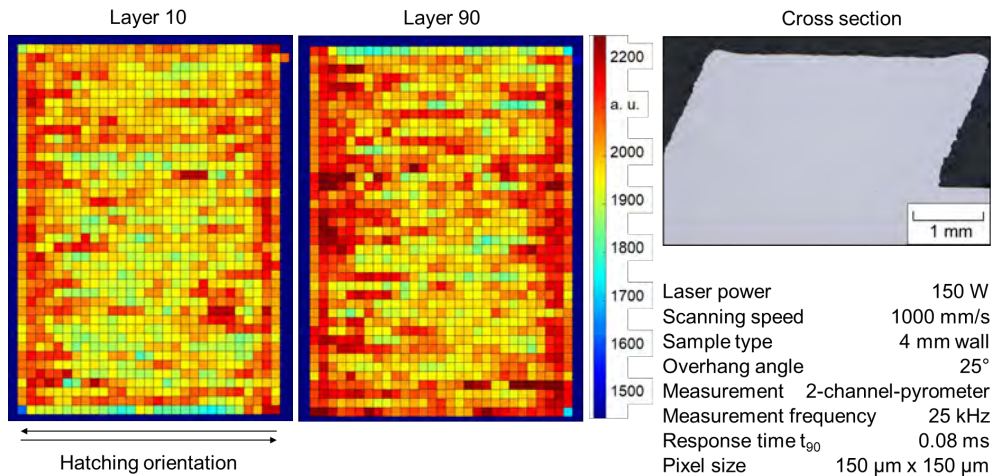 Layer 10
Layer 90
Cross section
2200
a. u.
2000
1900
1800
1700
1600
1500
1 mm
Hatching orientation
Laser power 150 W
Scanning speed 1000 mm/s
Sample type 4 mm wall
Overhang angle 25°
Measurement 2-channel-pyrometer
Measurement frequency 25 kHz
Response time t₉₀ 0.08 ms
Pixel size 150 µm x 150 µm